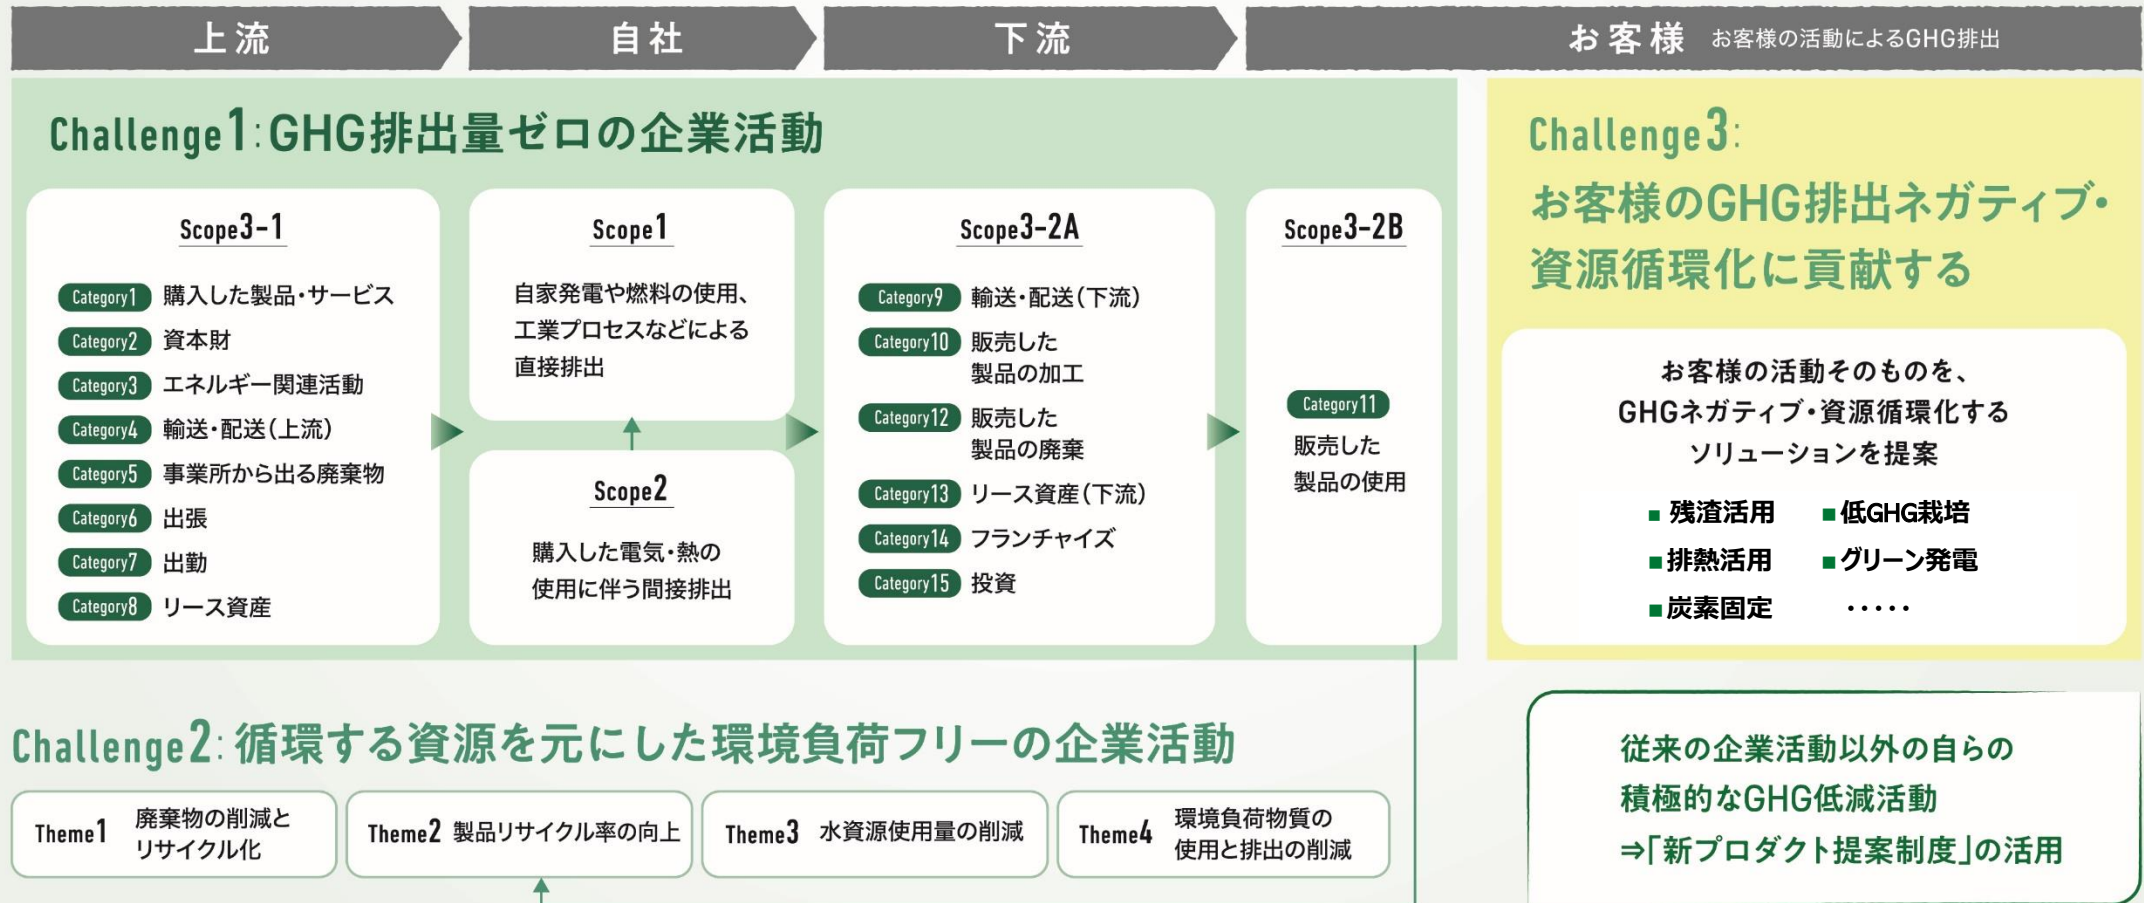 上流
自社
下流
お客様 お客様の活動によるGHG排出
Challenge1:GHG排出量ゼロの企業活動
Scope3-1
Category1 購入した製品・サービス
Category2 資本財
Category3 エネルギー関連活動
Category4 輸送・配送(上流)
Category5 事業所から出る廃棄物
Category6 出張
Category7 出勤
Category8 リース資産
Scope1
自家発電や燃料の使用、
工業プロセスなどによる
直接排出
Scope2
購入した電気・熱の
使用に伴う間接排出
Scope3-2A
Category9 輸送・配送(下流)
Category10 販売した
製品の加工
Category12 販売した
製品の廃棄
Category13 リース資産(下流)
Category14 フランチャイズ
Category15 投資
Scope3-2B
Category11
販売した
製品の使用
Challenge3:
お客様のGHG排出ネガティブ・
資源循環化に貢献する
お客様の活動そのものを、
GHGネガティブ・資源循環化する
ソリューションを提案
■ 残渣活用 ■低GHG栽培
■排熱活用 ■グリーン発電
■炭素固定 ・・・・・
Challenge2:循環する資源を元にした環境負荷フリーの企業活動
Theme1 廃棄物の削減と
リサイクル化
Theme2 製品リサイクル率の向上
Theme3 水資源使用量の削減
Theme4 環境負荷物質の
使用と排出の削減
従来の企業活動以外の自らの
積極的なGHG低減活動
⇒「新プロダクト提案制度」の活用